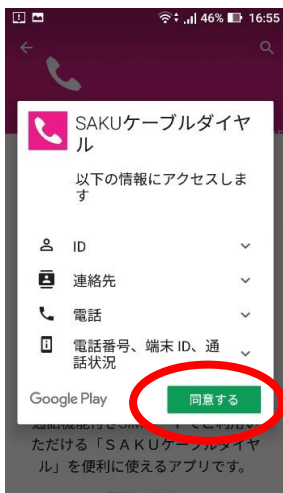 46% 16:55
SAKUケーブルダイヤ
ル
以下の情報にアクセスしま
す
ID
連絡先
電話
電話番号、端末 ID、通
話状況
Google Play
同意する
ただける「ＳＡＫＵケーブルダイヤ
ル」を便利に使えるアプリです。